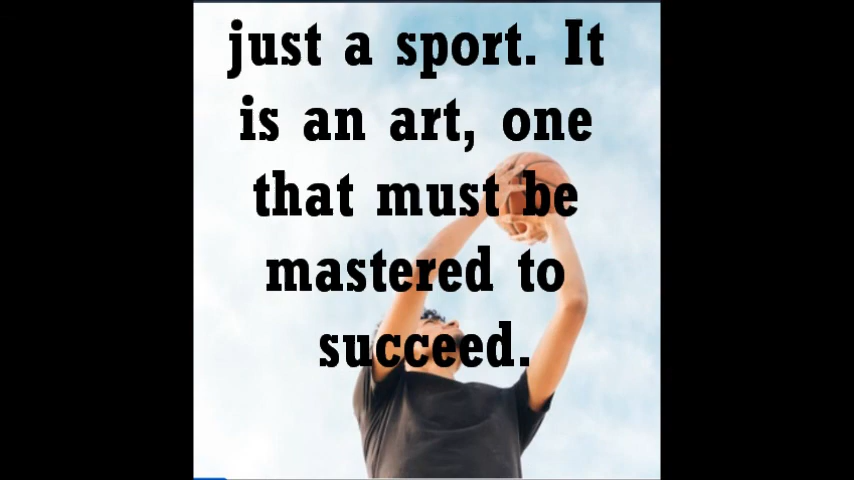 just a sport. It
is an art, one
that must be
mastered to
succeed.